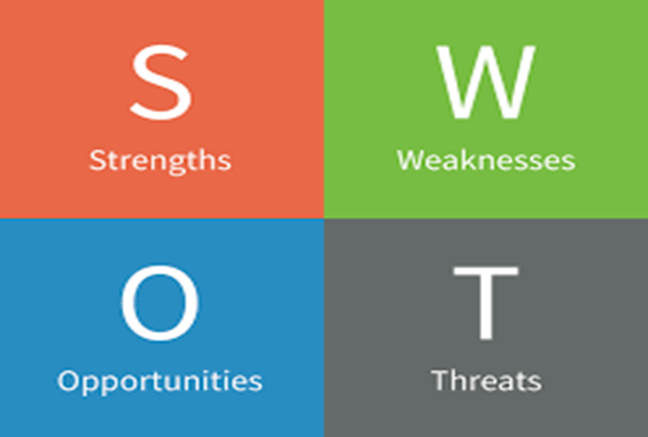 S
Strengths
W
Weaknesses
O
Opportunities
T
Threats